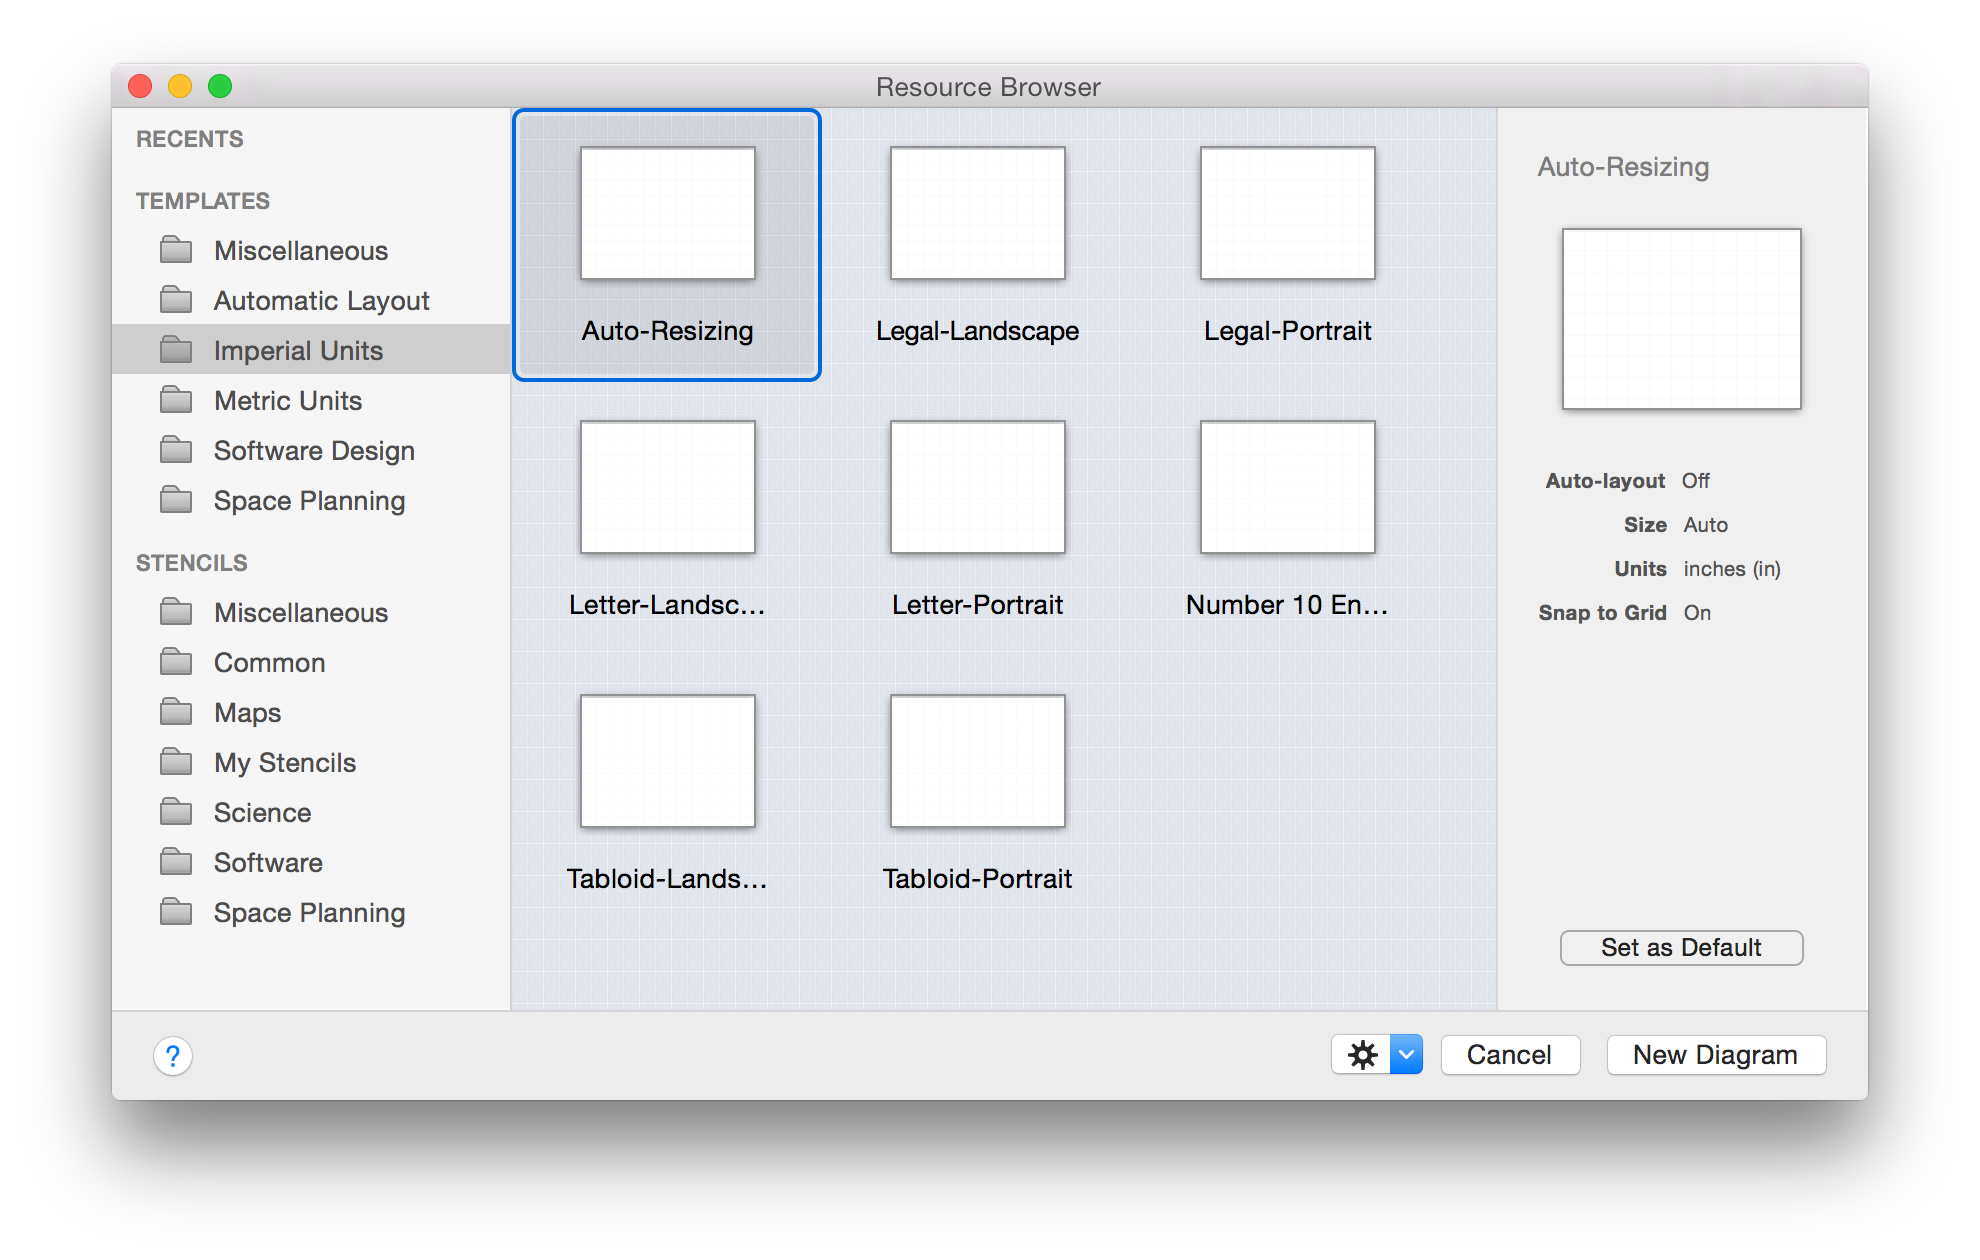 Resource Browser
RECENTS
TEMPLATES
Miscellaneous
Automatic Layout
Imperial Units
Metric Units
Software Design
Space Planning
STENCILS
Miscellaneous
Common
Maps
My Stencils
Science
Software
Space Planning
Auto-Resizing
Legal-Landscape
Legal-Portrait
Letter-Landsc...
Letter-Portrait
Number 10 En...
Tabloid-Lands...
Tabloid-Portrait
Auto-Resizing
Auto-layout Off
Size Auto
Units inches (in)
Snap to Grid On
Set as Default
?
Cancel
New Diagram